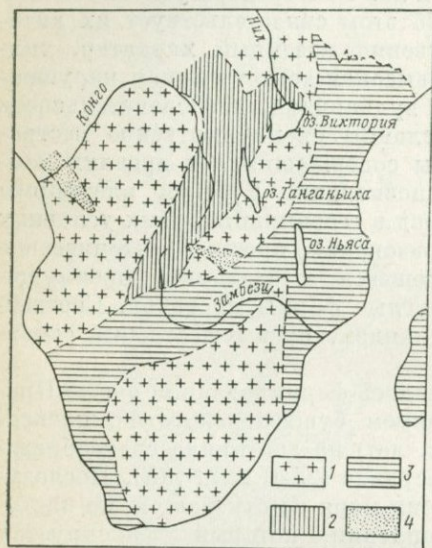 Нил
Конго
оз. Виктория
оз. Танганьика
оз. Ньяса
Замбези
1
3
2
4